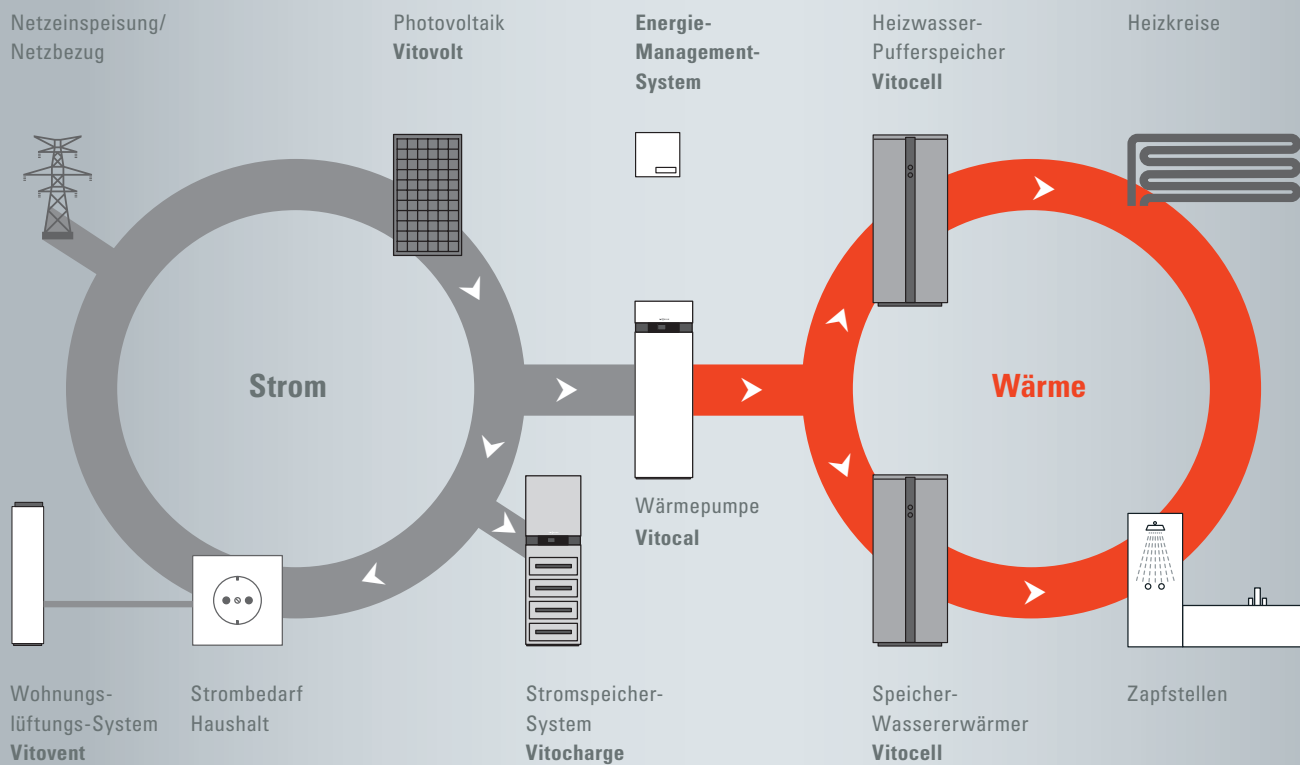 Netzeinspeisung/
Netzbezug
Photovoltaik
Vitovolt
Energie-
Management-
System
Heizwasser-
Pufferspeicher
Vitocell
Heizkreise
Strom
Wärme
Wärmepumpe
Vitocal
Wohnungs-
lüftungs-System
Vitovent
Strombedarf
Haushalt
Stromspeicher-
System
Vitocharge
Speicher-
Wassererwärmer
Vitocell
Zapfstellen